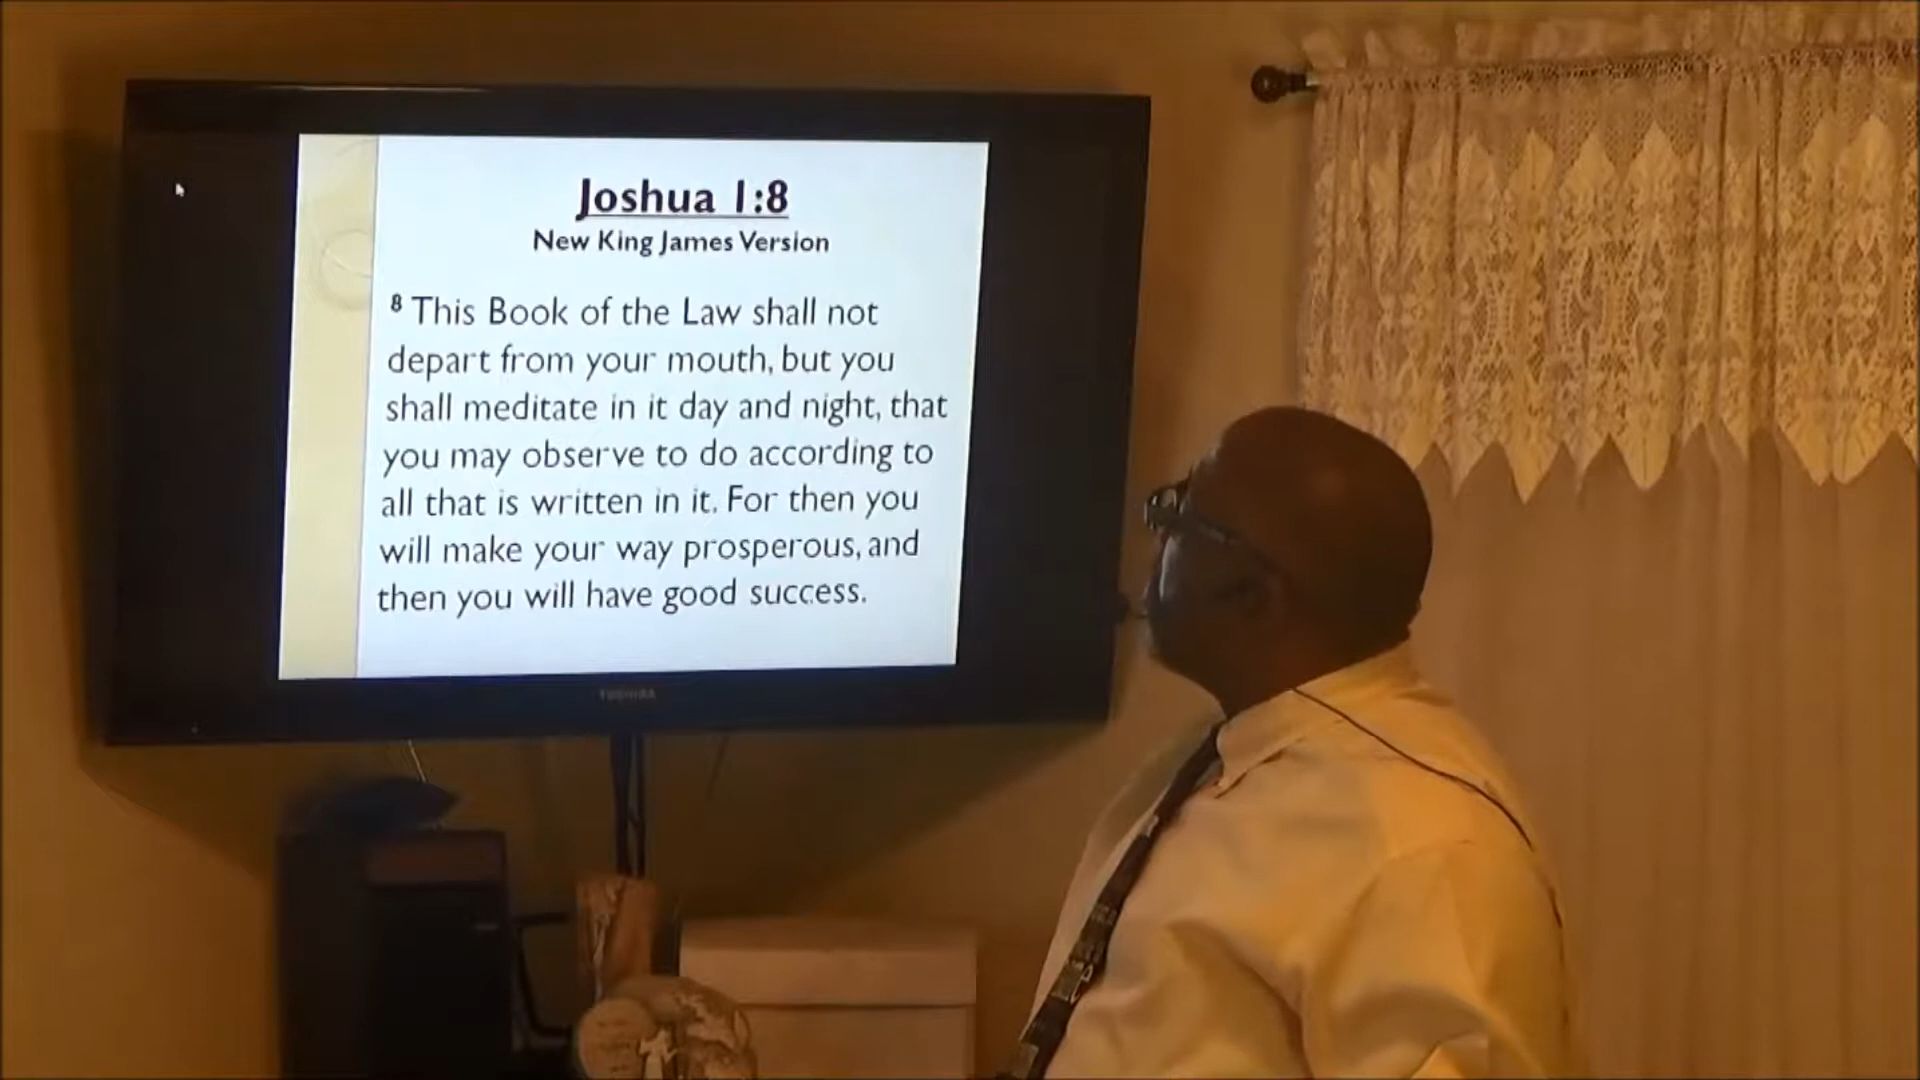 Joshua 1:8
New King James Version
8 This Book of the Law shall not
depart from your mouth, but you
shall meditate in it day and night, that
you may observe to do according to
all that is written in it. For then you
will make your way prosperous, and
then you will have good success.
TOSHIBA